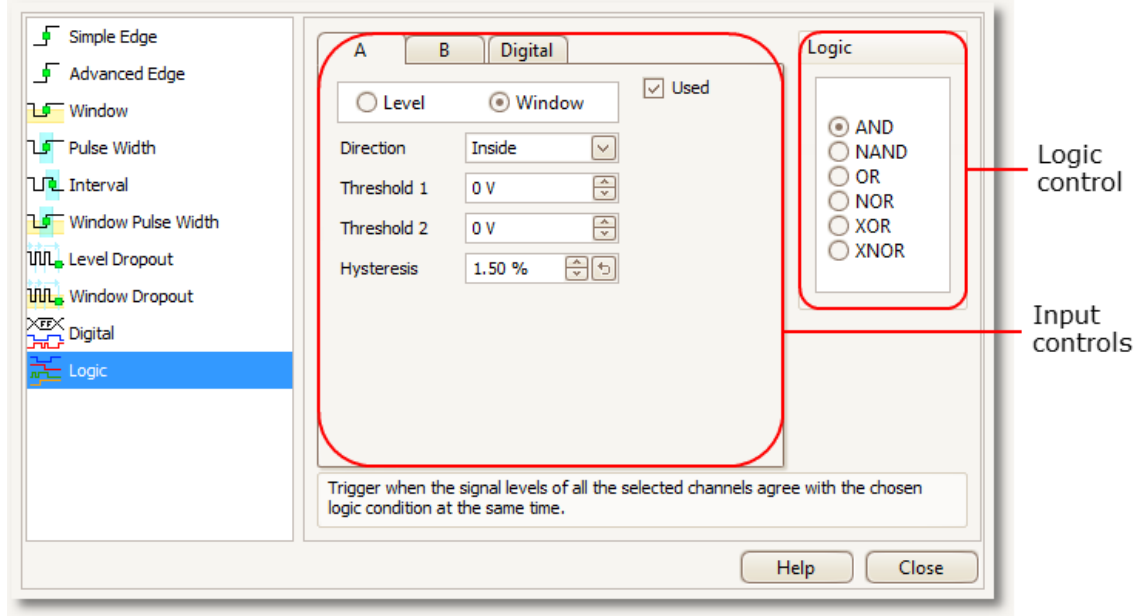 Simple Edge
Advanced Edge
Window
Pulse Width
Interval
Window Pulse Width
Level Dropout
Window Dropout
XFFX
Digital
Logic
A B Digital
Level Window
Used
Direction Inside
Threshold 1 0 V
Threshold 2 0 V
Hysteresis 1.50 %
Logic
AND
NAND
OR
NOR
XOR
XNOR
Logic
control
Input
controls
Trigger when the signal levels of all the selected channels agree with the chosen
logic condition at the same time.
Help Close